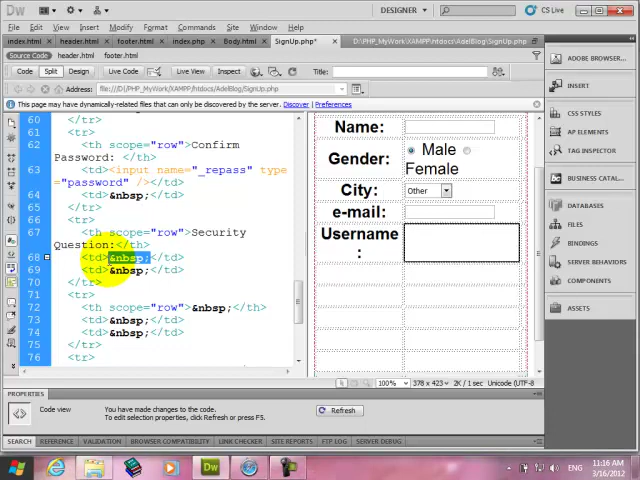 Dw
DESIGNER
CS Live
File Edit View Insert Modify Format Commands Site Window Help
index.html header.html footer.html index.php Body.html SignUp.php* D:\PHP_MyWork\XAMPP\htdocs\AdelBlog\SignUp.php
Source Code header.html footer.html
Code Split Design Live Code Live View Inspect Title:
Address: file:///D|/PHP_MyWork/XAMPP/htdocs/AdelBlog/SignUp.php
This page may have dynamically-related files that can only be discovered by the server. Discover | Preferences
60 </tr>
61 <tr>
62 <th scope="row">Confirm
Password: </th>
63 <td><input name="_repass" type
="password" /></td>
64 <td>&nbsp;</td>
65 </tr>
66 <tr>
67 <th scope="row">Security
Question:</th>
68 <td>&nbsp;</td>
69 <td>&nbsp;</td>
70 </tr>
71 <tr>
72 <th scope="row">&nbsp;</th>
73 <td>&nbsp;</td>
74 <td>&nbsp;</td>
75 </tr>
76 <tr>
Name:
Gender: Male
Female
City: Other
e-mail:
Username
:
100% 378 x 423 2K / 1 sec Unicode (UTF-8
ADOBE BROWSER...
INSERT
CSS STYLES
AP ELEMENTS
TAG INSPECTOR
BUSINESS CATAL...
DATABASES
FILES
BINDINGS
SERVER BEHAVIORS
COMPONENTS
ASSETS
PROPERTIES
Code view You have made changes to the code.
To edit selection properties, click Refresh or press F5.
Refresh
SEARCH REFERENCE VALIDATION BROWSER COMPATIBILITY LINK CHECKER SITE REPORTS FTP LOG SERVER DEBUG
Dw
ENG
11:16 AM
3/16/2012